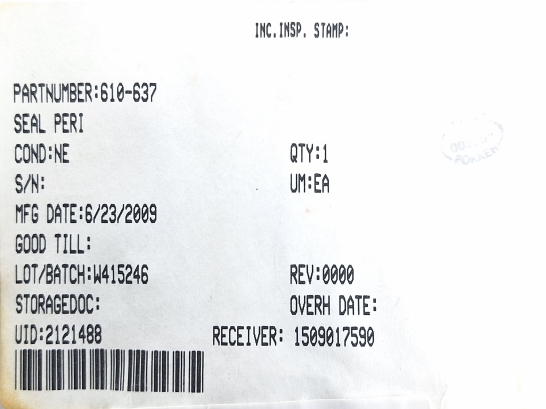 INC.INSP. STAMP:
PARTNUMBER:610-637
SEAL PERI
COND:NE QTY:1
S/N: UM:EA
MFG DATE:6/23/2009
GOOD TILL:
LOT/BATCH:W415246 REV:0000
STORAGEDOC: OVERH DATE:
UID:2121488 RECEIVER: 1509017590